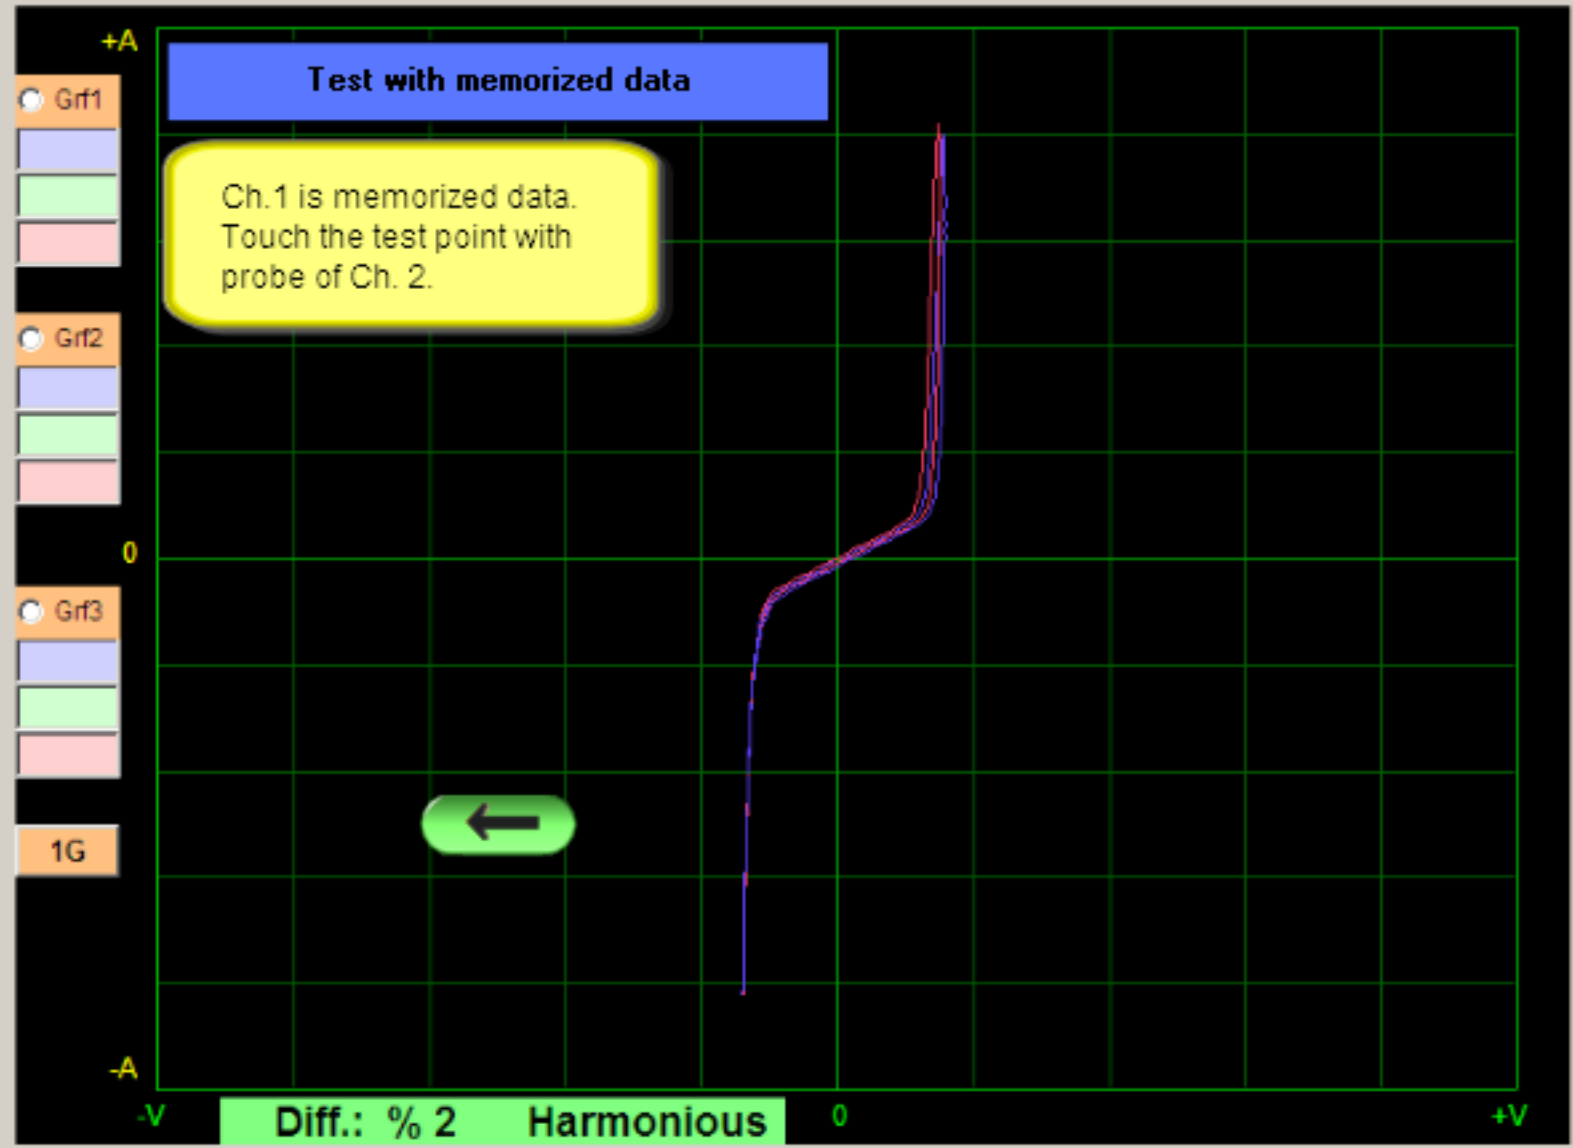 +A
Test with memorized data
Grf1
Ch.1 is memorized data.
Touch the test point with
probe of Ch. 2.
Grf2
0
Grf3
1G
-A
-V
Diff.: % 2 Harmonious
0
+V